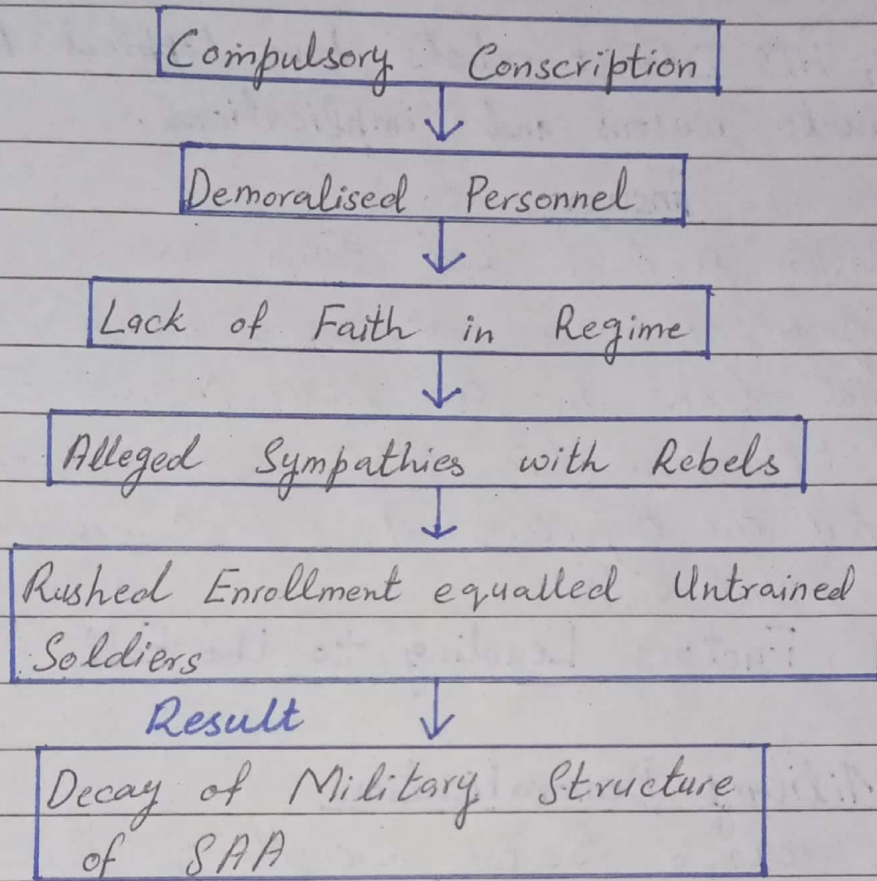 Compulsory Conscription
Demoralised Personnel
Lack of Faith in Regime
Alleged Sympathies with Rebels
Rushed Enrollment equalled Untrained
Soldiers
Result
Decay of Military Structure
of SAA